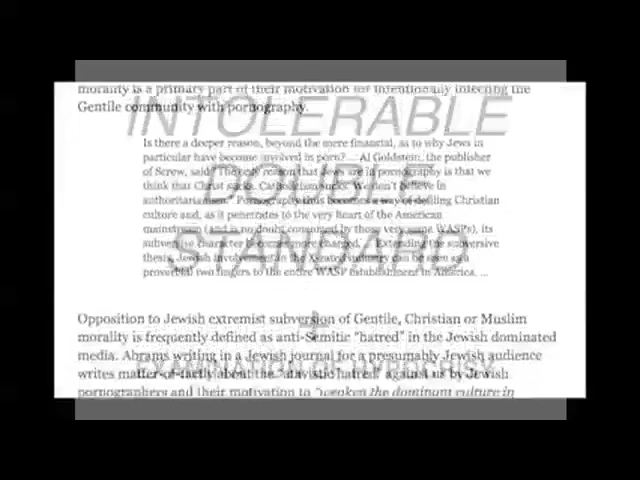 morality is a primary part of their motivation for intentionally infecting the
Gentile community with pornography.
INTOLERABLE
DOUBLE
STANDARD
+
EXAMINATION OF HYPOCRISY
Is there a deeper reason, beyond the mere financial, as to why Jews in
particular have become involved in porn?... Al Goldstein, the publisher
of Screw, said, reason that in pornography is that we
think that Christ sucks. Catholicism sucks. We don't believe in
authoritarianism. Pornography thus becomes a way of defiling Christian
culture and, as it penetrates to the very heart of the American
mainstream (and is no doubt consumed by those very same WASPs), its
subversive character becomes more charged. Extending the subversive
thesis, Jewish involvement in the X-rated industry can be seen as a
proverbial two fingers to the entire WASP establishment in America. ...
Opposition to Jewish extremist subversion of Gentile, Christian or Muslim
morality is frequently defined as anti-Semitic "hatred" in the Jewish dominated
media. Abrams writing in a Jewish journal for a presumably Jewish audience
writes matter-of-factly about the "atavistic hatred" against us by Jewish
pornographers and their motivation to "weaken the dominant culture in